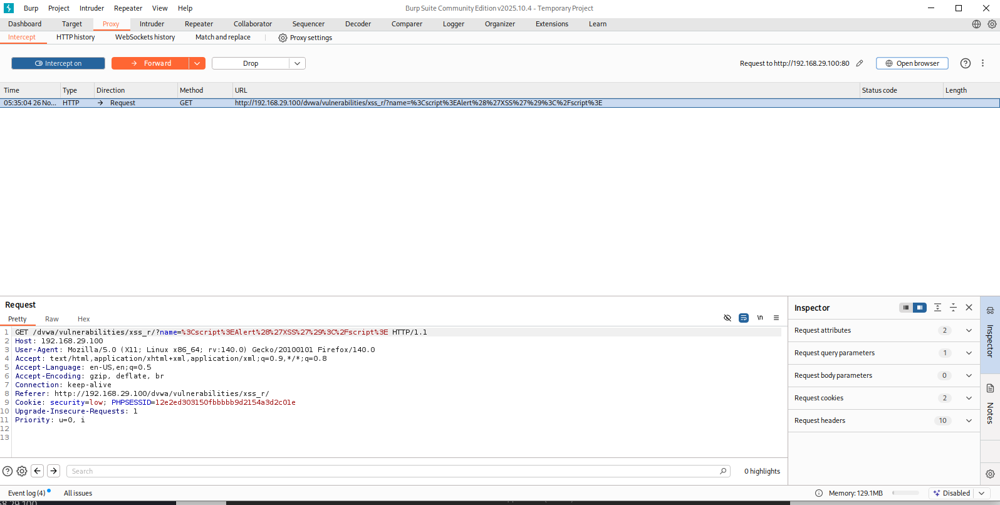 Burp Project Intruder Repeater View Help Burp Suite Community Edition v2025.10.4 - Temporary Project
Dashboard Target Proxy Intruder Repeater Collaborator Sequencer Decoder Comparer Logger Organizer Extensions Learn
Intercept HTTP history WebSockets history Match and replace Proxy settings
Intercept on Forward Drop Request to http://192.168.29.100:80 Open browser
Time Type Direction Method URL Status code Length
05:35:04 26 No... HTTP Request GET http://192.168.29.100/dvwa/vulnerabilities/xss_r/?name=%3Cscript%3EAlert%28%27XSS%27%29%3C%2Fscript%3E
Request
Pretty Raw Hex \n
1 GET /dvwa/vulnerabilities/xss_r/?name=%3Cscript%3EAlert%28%27XSS%27%29%3C%2Fscript%3E HTTP/1.1
2 Host: 192.168.29.100
3 User-Agent: Mozilla/5.0 (X11; Linux x86_64; rv:140.0) Gecko/20100101 Firefox/140.0
4 Accept: text/html,application/xhtml+xml,application/xml;q=0.9,*/*;q=0.8
5 Accept-Language: en-US,en;q=0.5
6 Accept-Encoding: gzip, deflate, br
7 Connection: keep-alive
8 Referer: http://192.168.29.100/dvwa/vulnerabilities/xss_r/
9 Cookie: security=low; PHPSESSID=12e2ed303150fbbbbb9d2154a3d2c01e
10 Upgrade-Insecure-Requests: 1
11 Priority: u=0, i
12
13
Search 0 highlights
Inspector
Request attributes 2
Request query parameters 1
Request body parameters 0
Request cookies 2
Request headers 10
Inspector
Notes
Event log (4) All issues Memory: 129.1MB Disabled